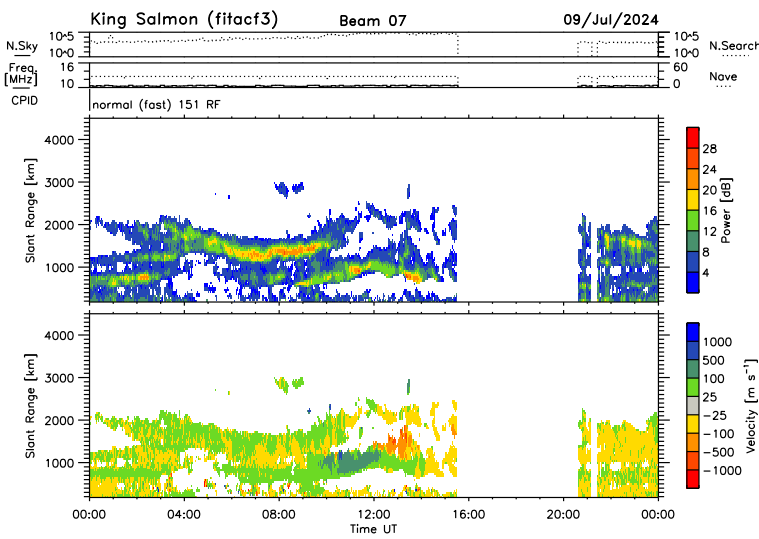 King Salmon (fitacf3) Beam 07 09/Jul/2024
N.Sky 10^5 10^0 10^5 10^0 N.Search
Freq [MHz] 16 10 60 0 Nave
CPID normal (fast) 151 RF
Slant Range [km] 4000 3000 2000 1000
Power [dB] 28 24 20 16 12 8 4
Slant Range [km] 4000 3000 2000 1000
Velocity [m s⁻¹] 1000 500 100 25 −25 −100 −500 −1000
00:00 04:00 08:00 12:00 16:00 20:00 00:00
Time UT